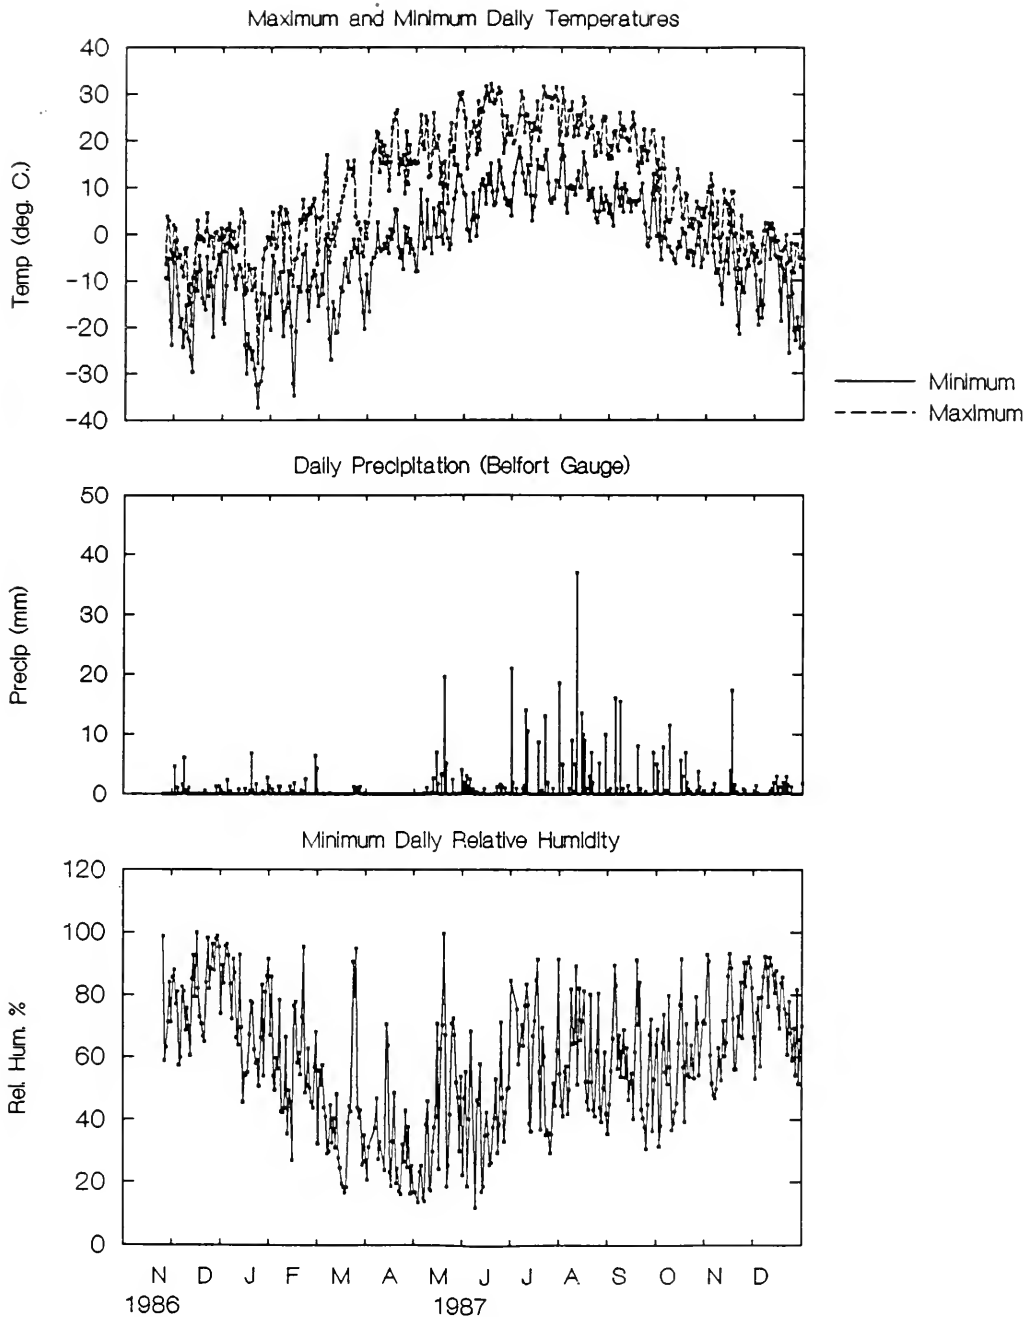 Maximum and Minimum Daily Temperatures
40
30
20
10
0
-10
-20
-30
-40
Temp (deg. C.)
Minimum
Maximum
Daily Precipitation (Belfort Gauge)
50
40
30
20
10
0
Precip (mm)
Minimum Daily Relative Humidity
120
100
80
60
40
20
0
Rel. Hum. %
N D J F M A M J J A S O N D
1986 1987